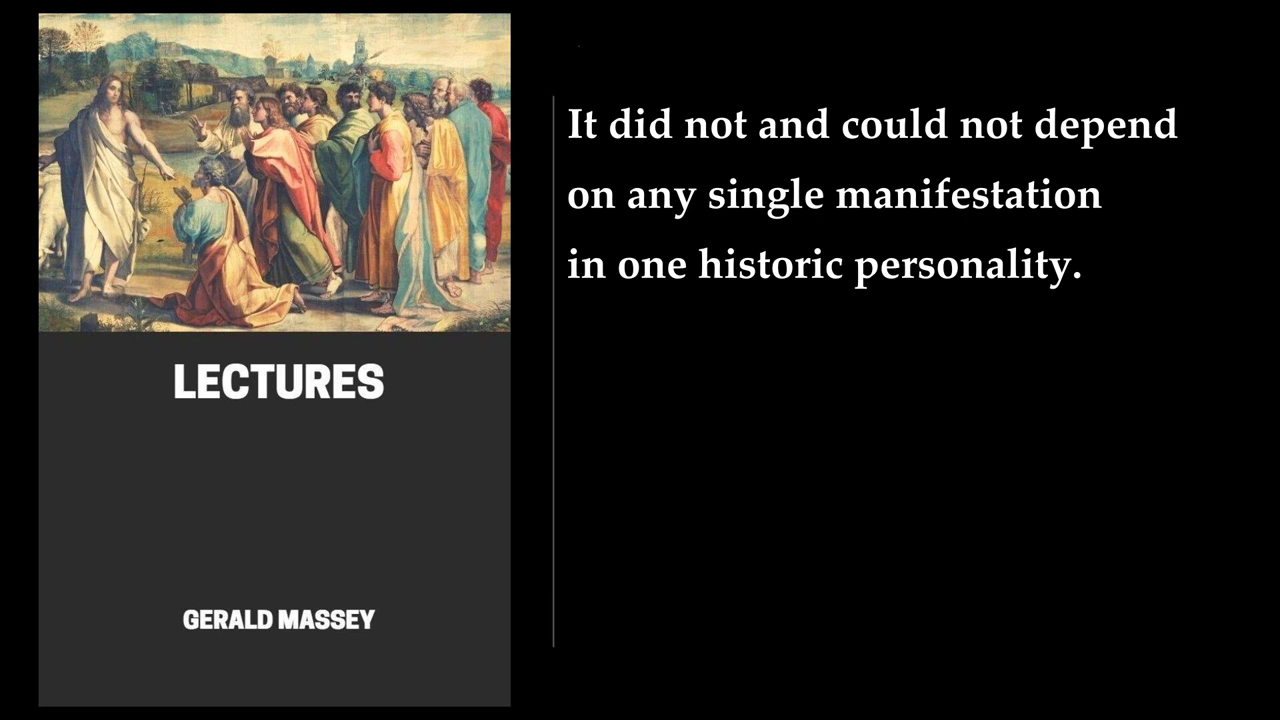 LECTURES
GERALD MASSEY
It did not and could not depend
on any single manifestation
in one historic personality.